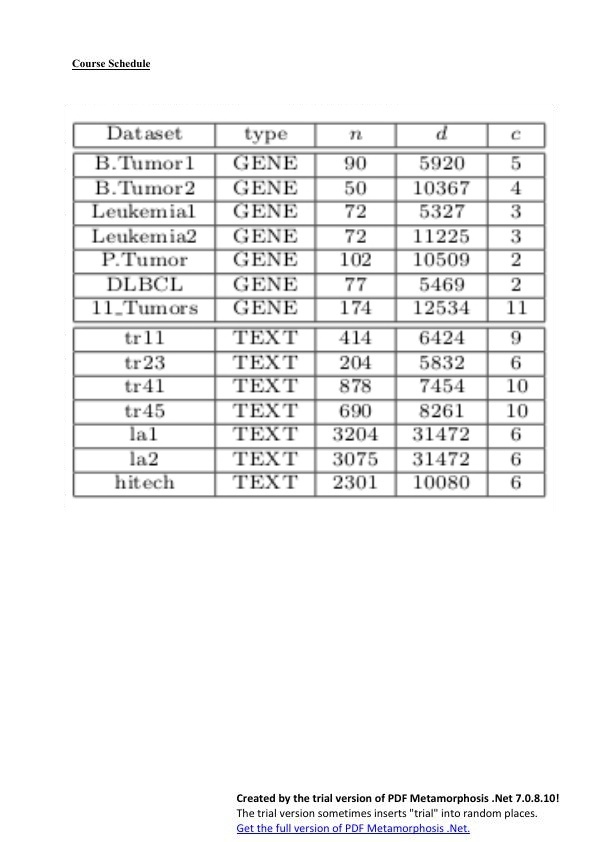 Course Schedule
Dataset type n d c
B.Tumor1 GENE 90 5920 5
B.Tumor2 GENE 50 10367 4
Leukemia1 GENE 72 5327 3
Leukemia2 GENE 72 11225 3
P.Tumor GENE 102 10509 2
DLBCL GENE 77 5469 2
11_Tumors GENE 174 12534 11
tr11 TEXT 414 6424 9
tr23 TEXT 204 5832 6
tr41 TEXT 878 7454 10
tr45 TEXT 690 8261 10
la1 TEXT 3204 31472 6
la2 TEXT 3075 31472 6
hitech TEXT 2301 10080 6
Created by the trial version of PDF Metamorphosis .Net 7.0.8.10!
The trial version sometimes inserts "trial" into random places.
Get the full version of PDF Metamorphosis .Net.